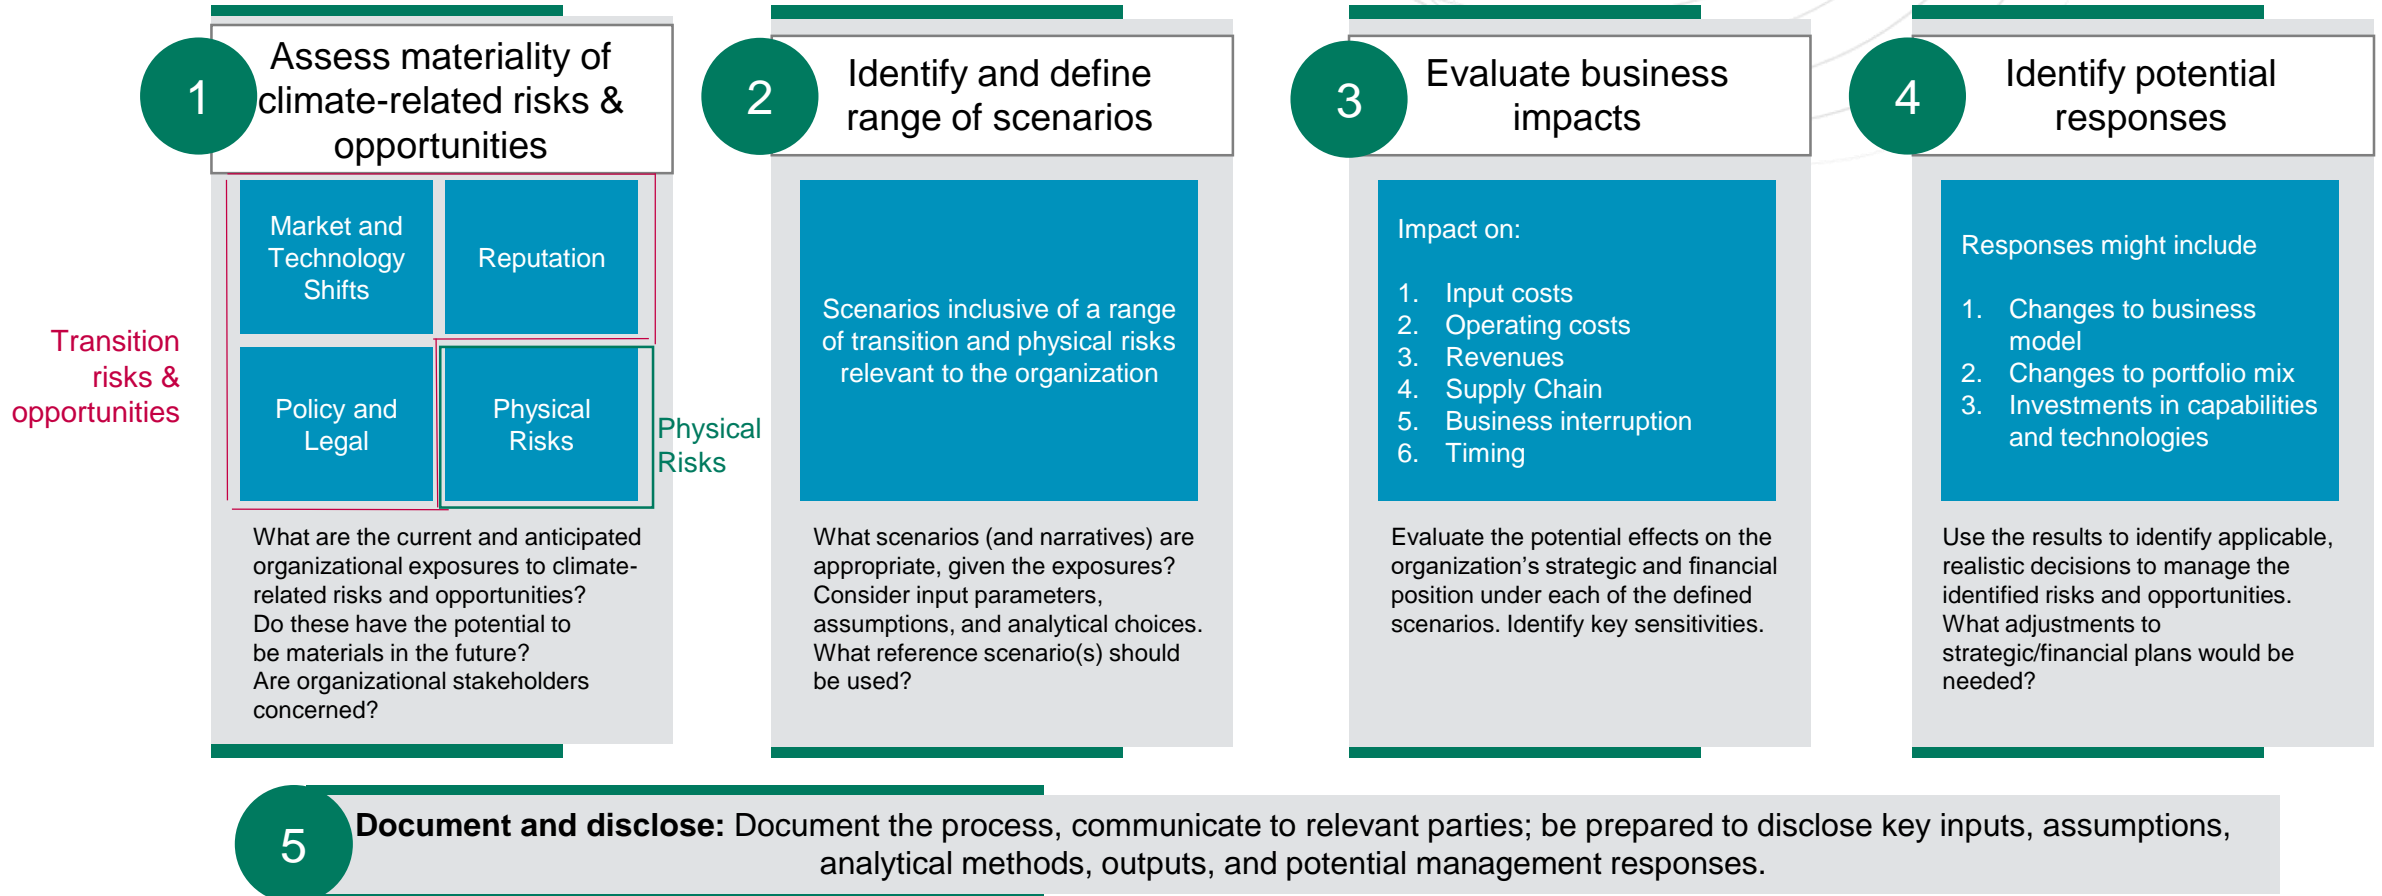 1
Assess materiality of
climate-related risks &
opportunities
Transition
risks &
opportunities
Market and
Technology
Shifts
Reputation
Policy and
Legal
Physical
Risks
Physical
Risks
What are the current and anticipated
organizational exposures to climate-
related risks and opportunities?
Do these have the potential to
be materials in the future?
Are organizational stakeholders
concerned?
2
Identify and define
range of scenarios
Scenarios inclusive of a range
of transition and physical risks
relevant to the organization
What scenarios (and narratives) are
appropriate, given the exposures?
Consider input parameters,
assumptions, and analytical choices.
What reference scenario(s) should
be used?
3
Evaluate business
impacts
Impact on:
1. Input costs
2. Operating costs
3. Revenues
4. Supply Chain
5. Business interruption
6. Timing
Evaluate the potential effects on the
organization’s strategic and financial
position under each of the defined
scenarios. Identify key sensitivities.
4
Identify potential
responses
Responses might include
1. Changes to business
model
2. Changes to portfolio mix
3. Investments in capabilities
and technologies
Use the results to identify applicable,
realistic decisions to manage the
identified risks and opportunities.
What adjustments to
strategic/financial plans would be
needed?
5
Document and disclose: Document the process, communicate to relevant parties; be prepared to disclose key inputs, assumptions,
analytical methods, outputs, and potential management responses.